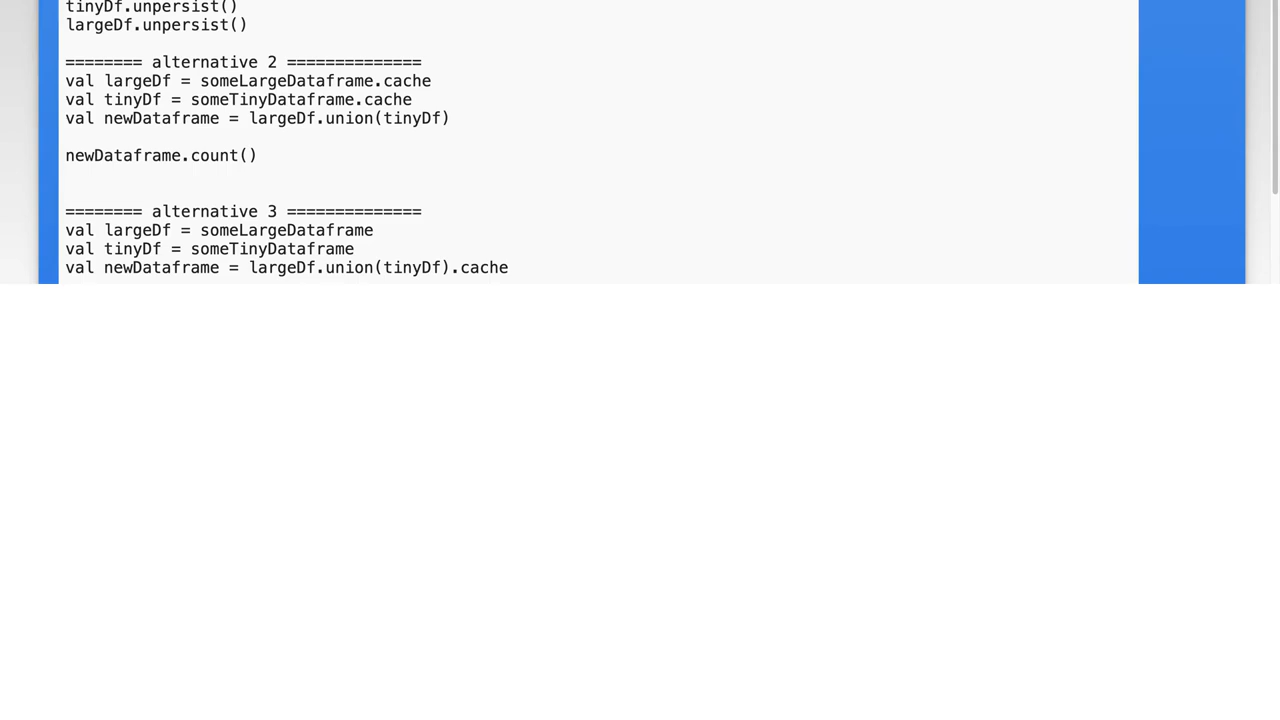 tinyDf.unpersist()
largeDf.unpersist()
======== alternative 2 ==============
val largeDf = someLargeDataframe.cache
val tinyDf = someTinyDataframe.cache
val newDataframe = largeDf.union(tinyDf)
newDataframe.count()
======== alternative 3 ==============
val largeDf = someLargeDataframe
val tinyDf = someTinyDataframe
val newDataframe = largeDf.union(tinyDf).cache